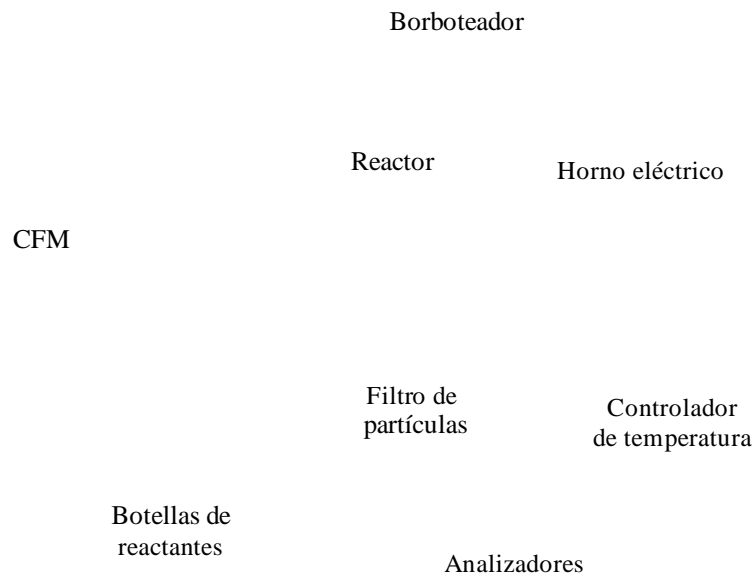 Borboteador
Reactor
Horno eléctrico
CFM
Filtro de
partículas
Controlador
de temperatura
Botellas de
reactantes
Analizadores